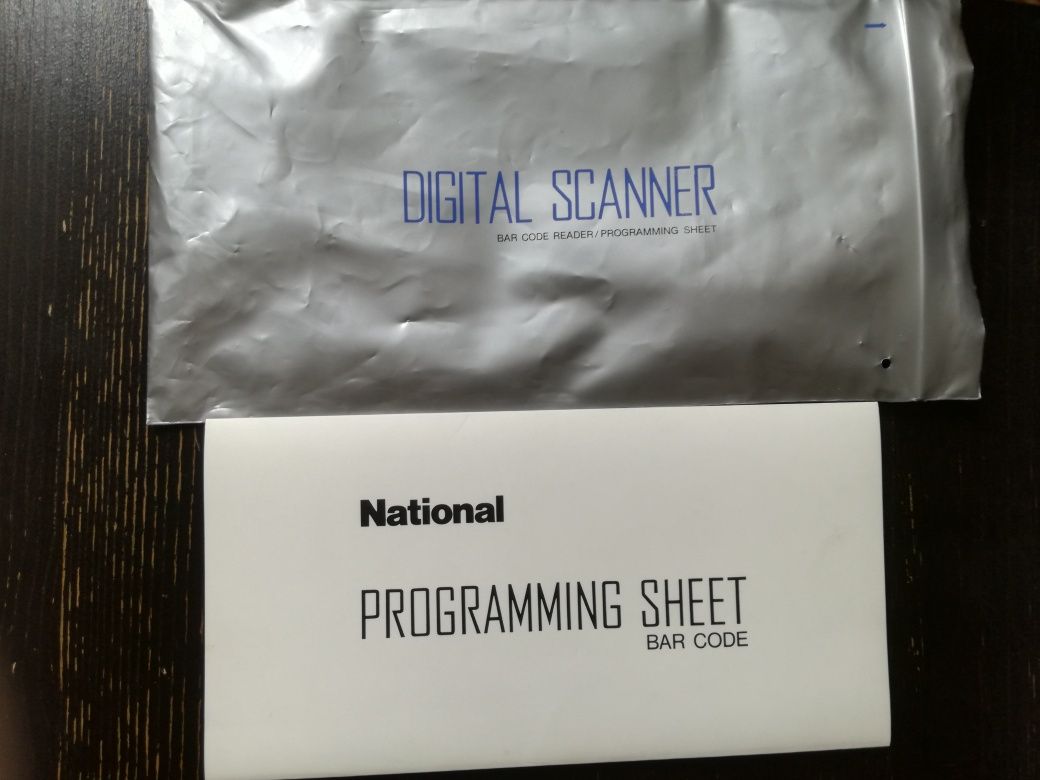 DIGITAL SCANNER
BAR CODE READER/PROGRAMMING SHEET
National
PROGRAMMING SHEET
BAR CODE